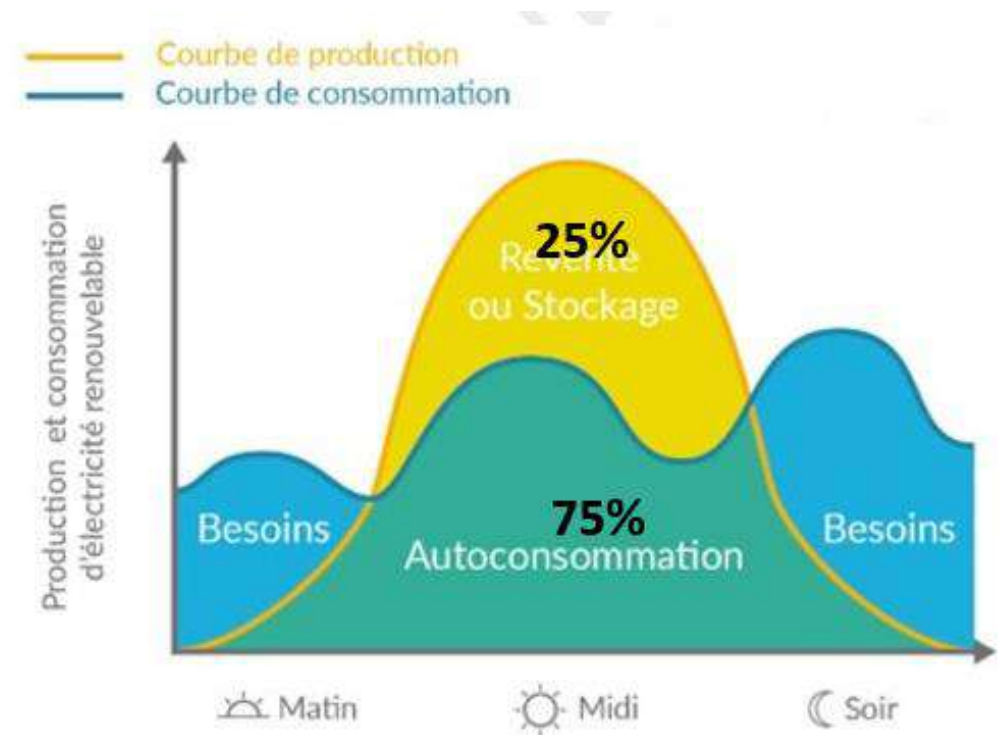 Courbe de production
Courbe de consommation
Production et consommation
d'électricité renouvelable
25%
Revente
ou Stockage
75%
Autoconsommation
Besoins
Besoins
Matin
Midi
Soir